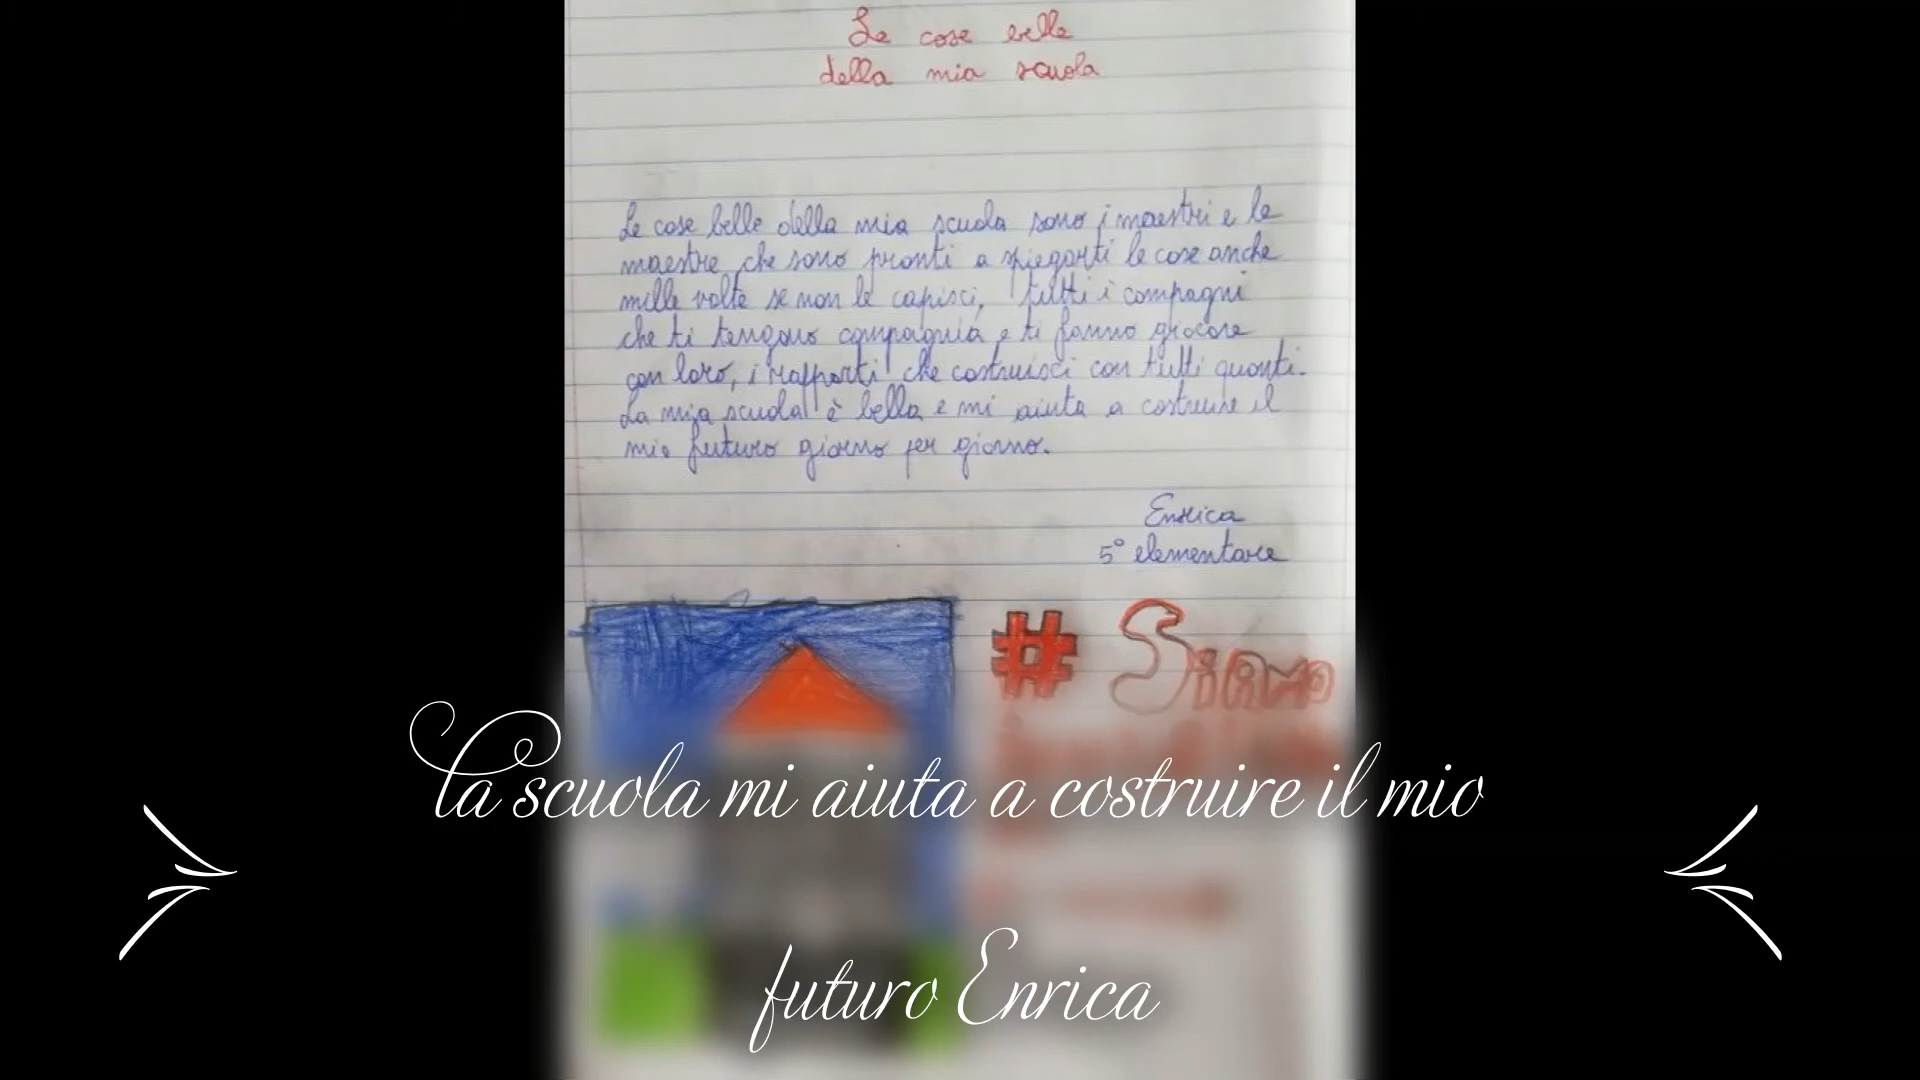 Le cose belle
della mia scuola
Le cose belle della mia scuola sono i maestri e le
maestre che sono pronti a spiegarti le cose anche
mille volte se non le capisci, tutti i compagni
che ti tengono compagnia e ti fanno giocare
con loro, i rapporti che costruisci con tutti quanti.
La mia scuola è bella e mi aiuta a costruire il
mio futuro giorno per giorno.
Enrica
5° elementare
# Siamo
la scuola mi aiuta a costruire il mio
futuro Enrica